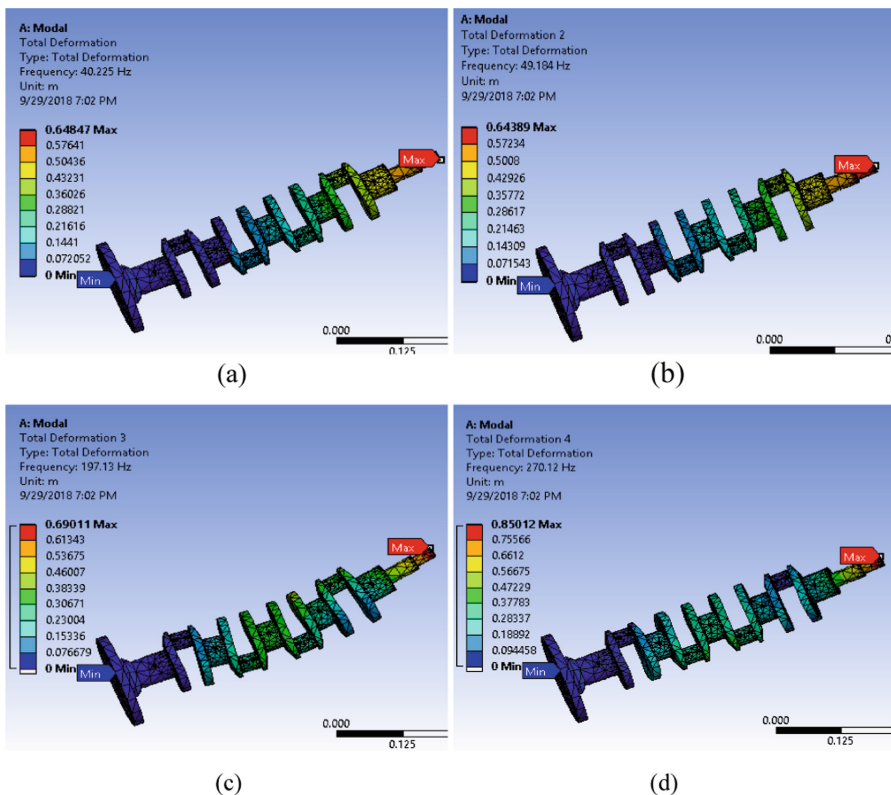 A: Modal
Total Deformation
Type: Total Deformation
Frequency: 40.225 Hz
Unit: m
9/29/2018 7:02 PM
0.64847 Max
0.57641
0.50436
0.43231
0.36026
0.28821
0.21616
0.1441
0.072052
0 Min
Max
Min
0.000
0.125
(a)
A: Modal
Total Deformation 2
Type: Total Deformation
Frequency: 49.184 Hz
Unit: m
9/29/2018 7:02 PM
0.64389 Max
0.57234
0.5008
0.42926
0.35772
0.28617
0.21463
0.14309
0.071543
0 Min
Max
Min
0.000
(b)
A: Modal
Total Deformation 3
Type: Total Deformation
Frequency: 197.13 Hz
Unit: m
9/29/2018 7:02 PM
0.69011 Max
0.61343
0.53675
0.46007
0.38339
0.30671
0.23004
0.15336
0.076679
0 Min
Max
Min
0.000
0.125
(c)
A: Modal
Total Deformation 4
Type: Total Deformation
Frequency: 270.12 Hz
Unit: m
9/29/2018 7:02 PM
0.85012 Max
0.75566
0.6612
0.56675
0.47229
0.37783
0.28337
0.18892
0.094458
0 Min
Max
Min
0.000
0.125
(d)